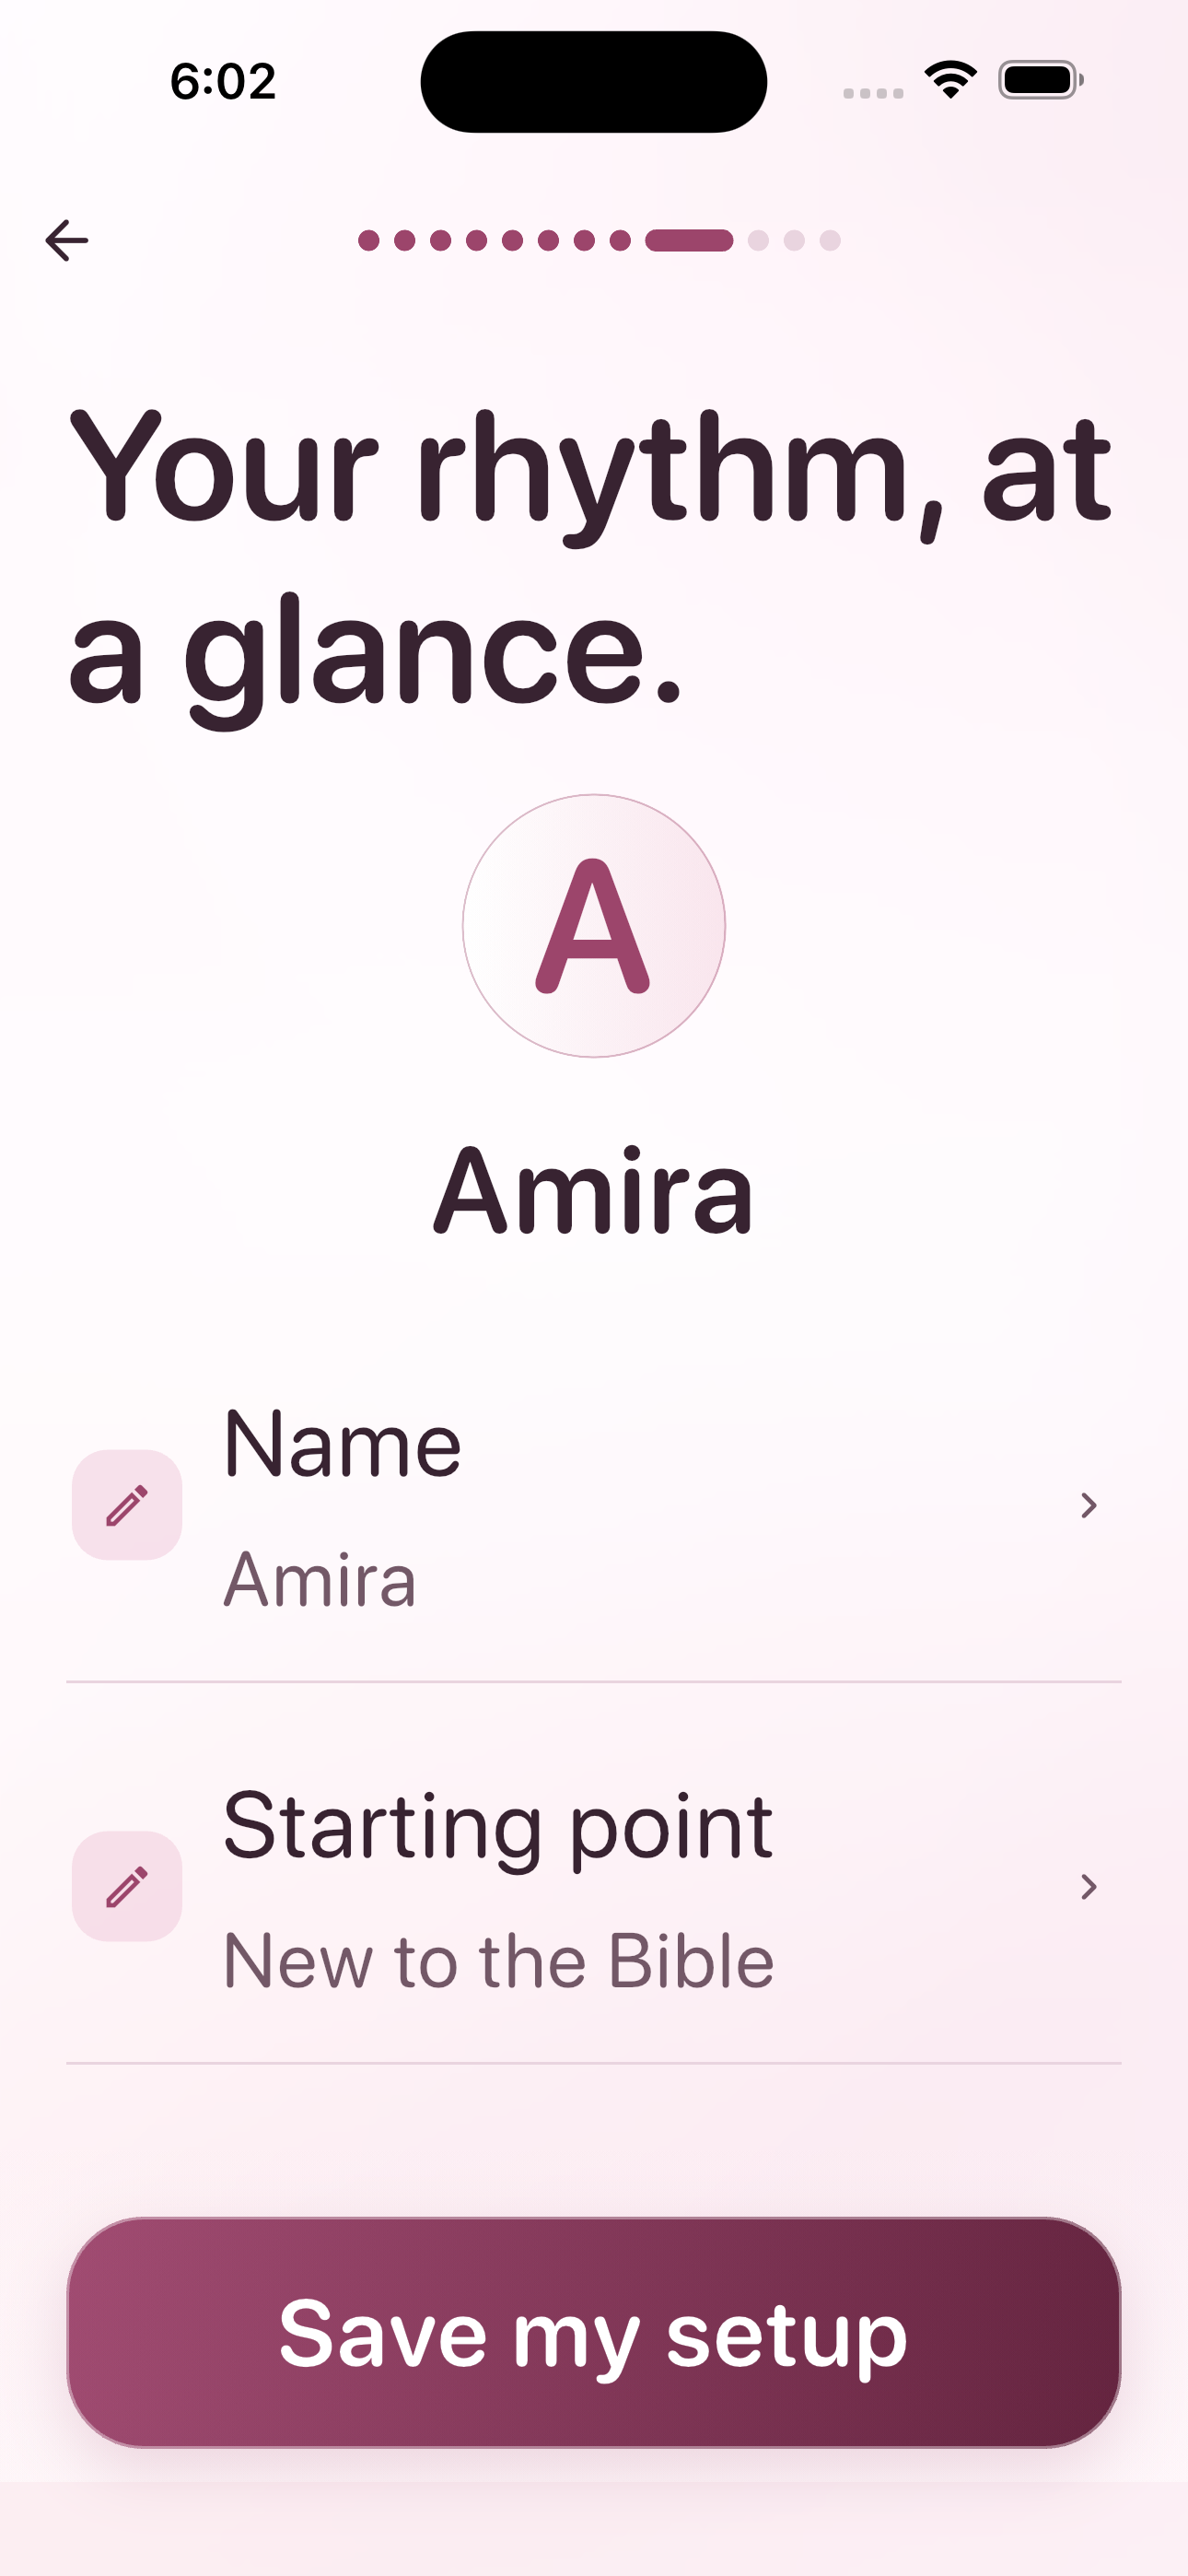 6:02
Your rhythm, at
a glance.
A
Amira
Name
Amira
Starting point
New to the Bible
Save my setup